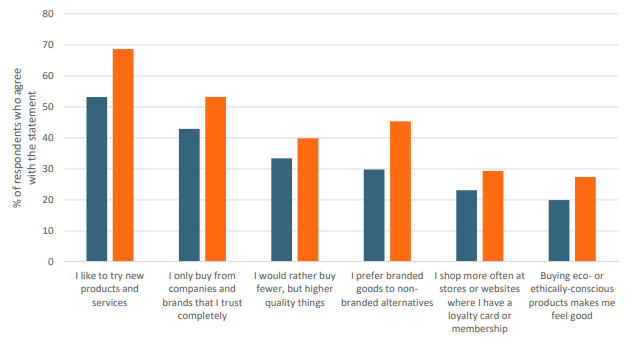 80
70
60
50
40
30
20
10
0
% of respondents who agree
with the statement
I like to try new
products and
services
I only buy from
companies and
brands that I trust
completely
I would rather buy
fewer, but higher
quality things
I prefer branded
goods to non-
branded alternatives
I shop more often at
stores or websites
where I have a
loyalty card or
membership
Buying eco- or
ethically-conscious
products makes me
feel good